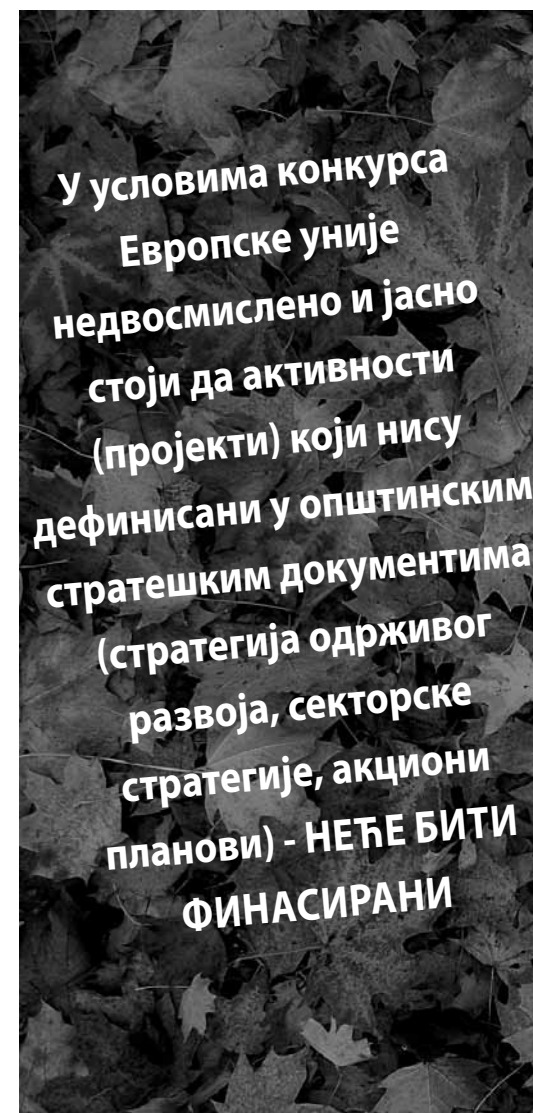 У условима конкурса
Европске уније
недвосмислено и јасно
стоји да активности
(пројекти) који нису
дефинисани у општинским
стратешким документима
(стратегија одрживог
развоја, секторске
стратегије, акциони
планови) - НЕЋЕ БИТИ
ФИНАСИРАНИ